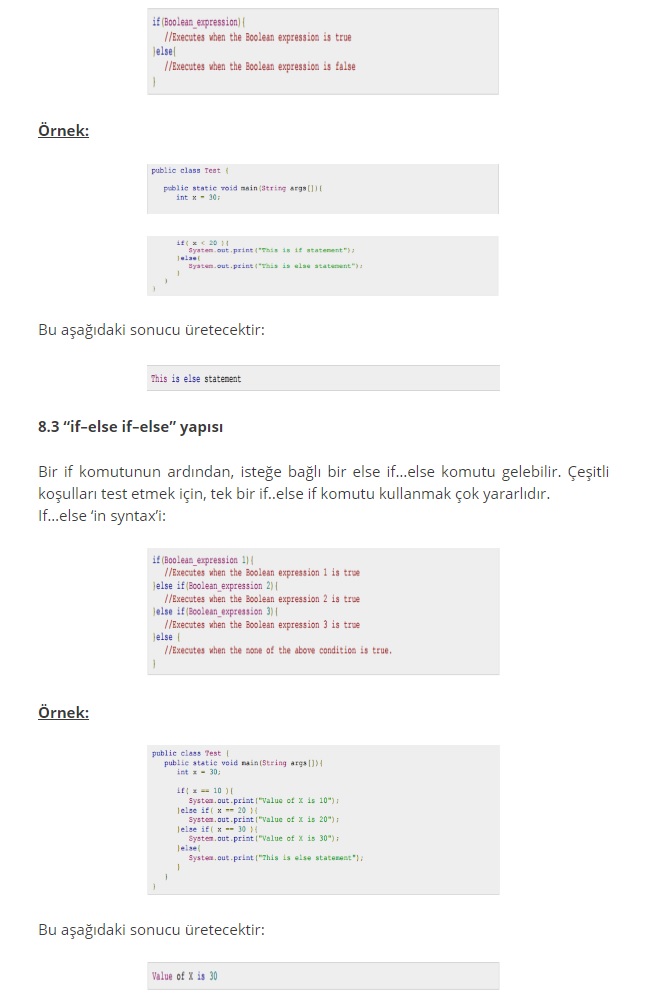 if(Boolean_expression){
//Executes when the Boolean expression is true
}else{
//Executes when the Boolean expression is false
}
Örnek:
public class Test {
public static void main(String args[]){
int x = 30;
if( x < 20 ){
System.out.print("This is if statement");
}else{
System.out.print("This is else statement");
}
}
}
Bu aşağıdaki sonucu üretecektir:
This is else statement
8.3 “if–else if–else” yapısı
Bir if komutunun ardından, isteğe bağlı bir else if...else komutu gelebilir. Çeşitli
koşulları test etmek için, tek bir if..else if komutu kullanmak çok yararlıdır.
If...else ‘in syntax’i:
if(Boolean_expression 1){
//Executes when the Boolean expression 1 is true
}else if(Boolean_expression 2){
//Executes when the Boolean expression 2 is true
}else if(Boolean_expression 3){
//Executes when the Boolean expression 3 is true
}else {
//Executes when the none of the above condition is true.
}
Örnek:
public class Test {
public static void main(String args[]){
int x = 30;
if( x == 10 ){
System.out.print("Value of X is 10");
}else if( x == 20 ){
System.out.print("Value of X is 20");
}else if( x == 30 ){
System.out.print("Value of X is 30");
}else{
System.out.print("This is else statement");
}
}
}
Bu aşağıdaki sonucu üretecektir:
Value of X is 30